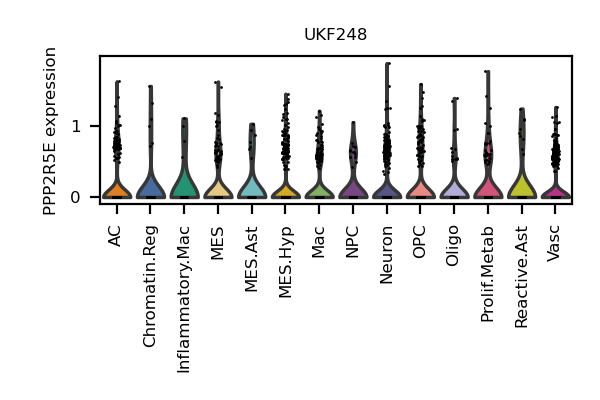 UKF248
PPP2R5E expression
1
0
AC
Chromatin.Reg
Inflammatory.Mac
MES
MES.Ast
MES.Hyp
Mac
NPC
Neuron
OPC
Oligo
Prolif.Metab
Reactive.Ast
Vasc